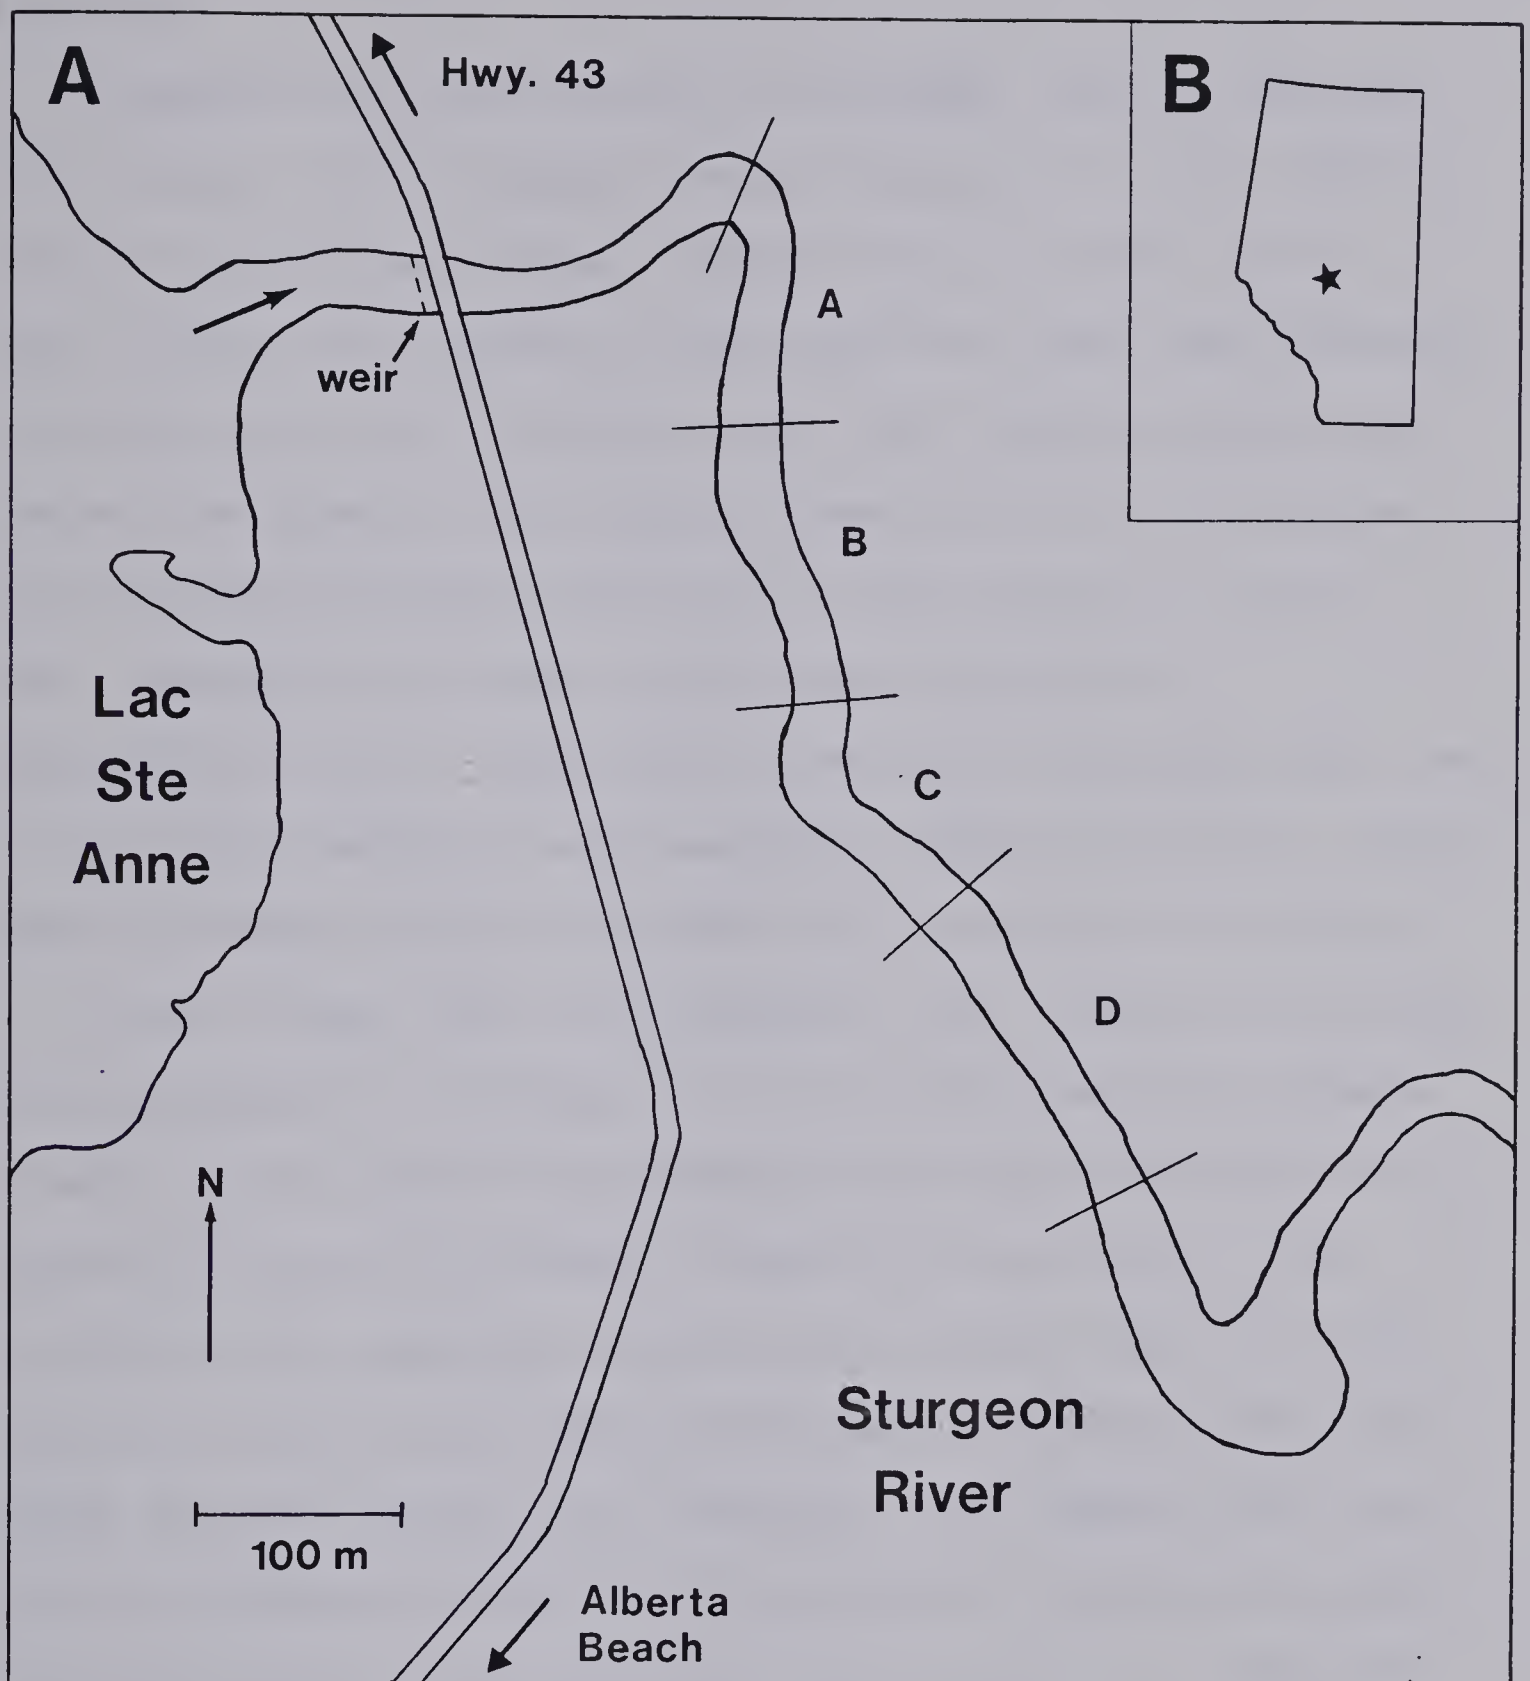 A
Hwy. 43
B
A
weir
B
Lac
Ste
Anne
C
D
N
Sturgeon
River
100 m
Alberta
Beach